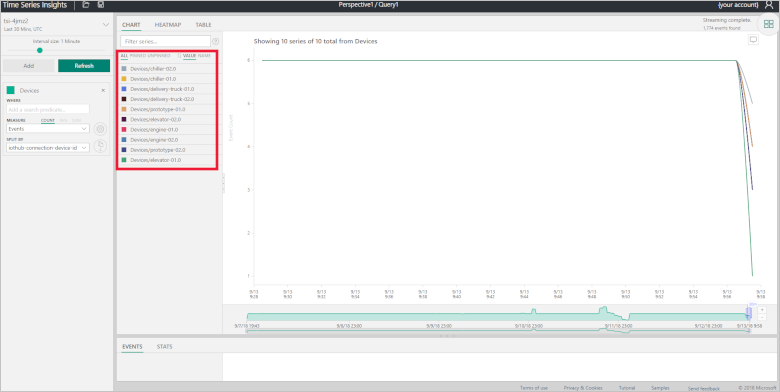 Time Series Insights
Perspective1 / Query1
(your account)
tsi-4jmz2
Last 30 Mins, UTC
Interval size: 1 Minute
Add
Refresh
Devices
WHERE
Add a search predicate...
MEASURE
COUNT
Events
SPLIT BY
iothub-connection-device-id
CHART
HEATMAP
TABLE
Streaming complete.
1,774 events found
Filter series...
ALL PINNED UNPINNED VALUE NAME
Devices/chiller-02.0
Devices/chiller-01.0
Devices/delivery-truck-01.0
Devices/delivery-truck-02.0
Devices/prototype-01.0
Devices/elevator-02.0
Devices/engine-01.0
Devices/engine-02.0
Devices/prototype-02.0
Devices/elevator-01.0
Showing 10 series of 10 total from Devices
6
5
4
3
2
1
Event Count
9/13 9/13 9/13 9/13 9/13 9/13 9/13 9/13 9/13 9/13 9/13 9/13 9/13 9/13 9/13 9/13
9:28 9:30 9:32 9:34 9:36 9:38 9:40 9:42 9:44 9:46 9:48 9:50 9:52 9:54 9:56 9:58
9/7/18 19:43 9/8/18 23:00 9/9/18 23:00 9/10/18 23:00 9/11/18 23:00 9/12/18 23:00
EVENTS
STATS
Terms of use Privacy & Cookies Tutorial Samples Send feedback © 2018 Microsoft